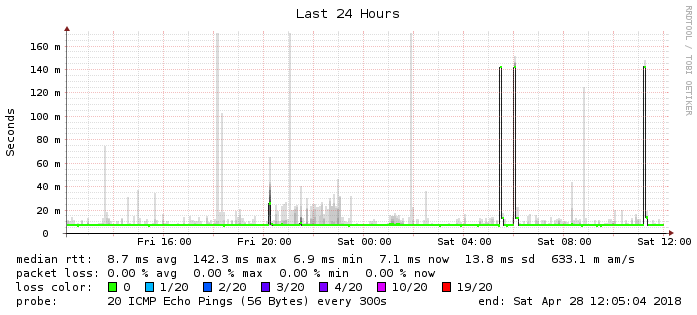 Last 24 Hours
RRDTOOL / TOBI OETIKER
Seconds
160 m
140 m
120 m
100 m
80 m
60 m
40 m
20 m
0
Fri 16:00 Fri 20:00 Sat 00:00 Sat 04:00 Sat 08:00 Sat 12:00
median rtt: 8.7 ms avg 142.3 ms max 6.9 ms min 7.1 ms now 13.8 ms sd 633.1 m am/s
packet loss: 0.00 % avg 0.00 % max 0.00 % min 0.00 % now
loss color: 0 1/20 2/20 3/20 4/20 10/20 19/20
probe: 20 ICMP Echo Pings (56 Bytes) every 300s end: Sat Apr 28 12:05:04 2018